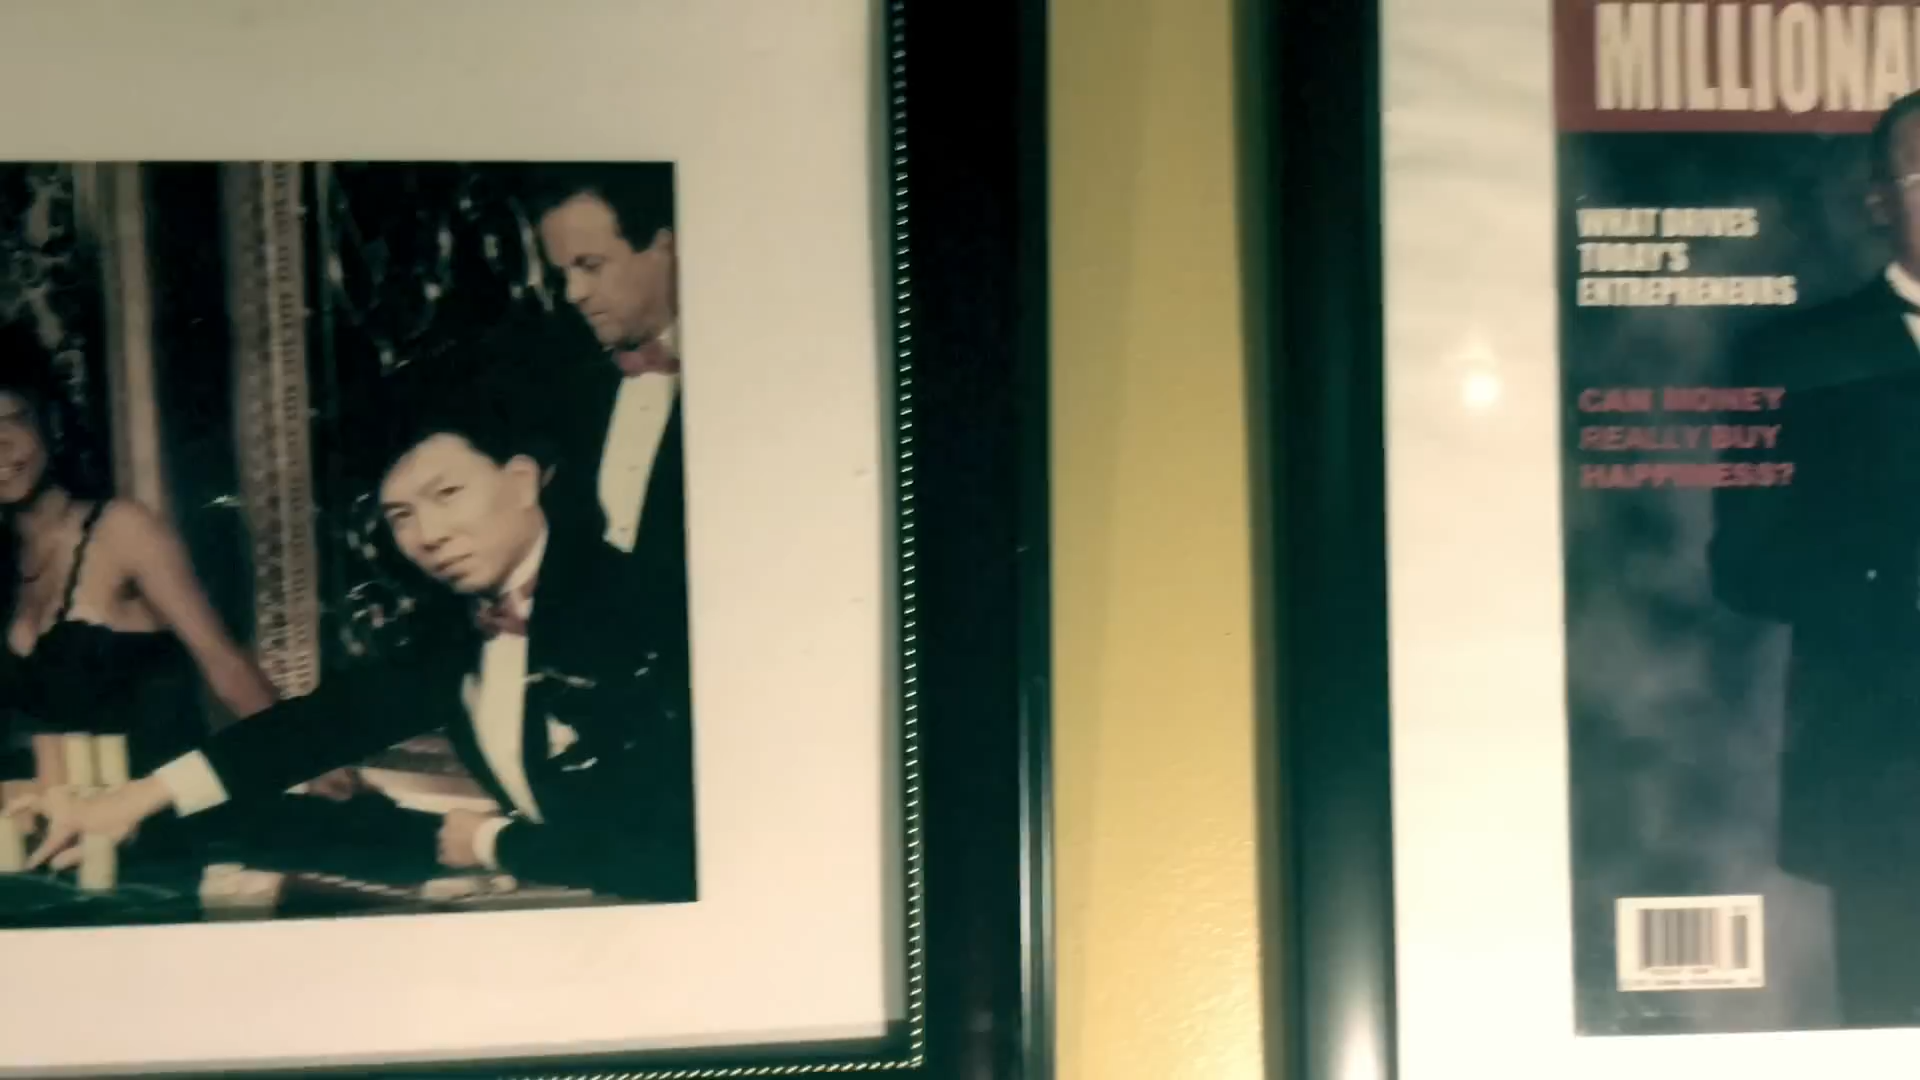 MILLIONA
WHAT DRIVES
TODAY'S
ENTREPRENEURS
CAN MONEY
REALLY BUY
HAPPINESS?